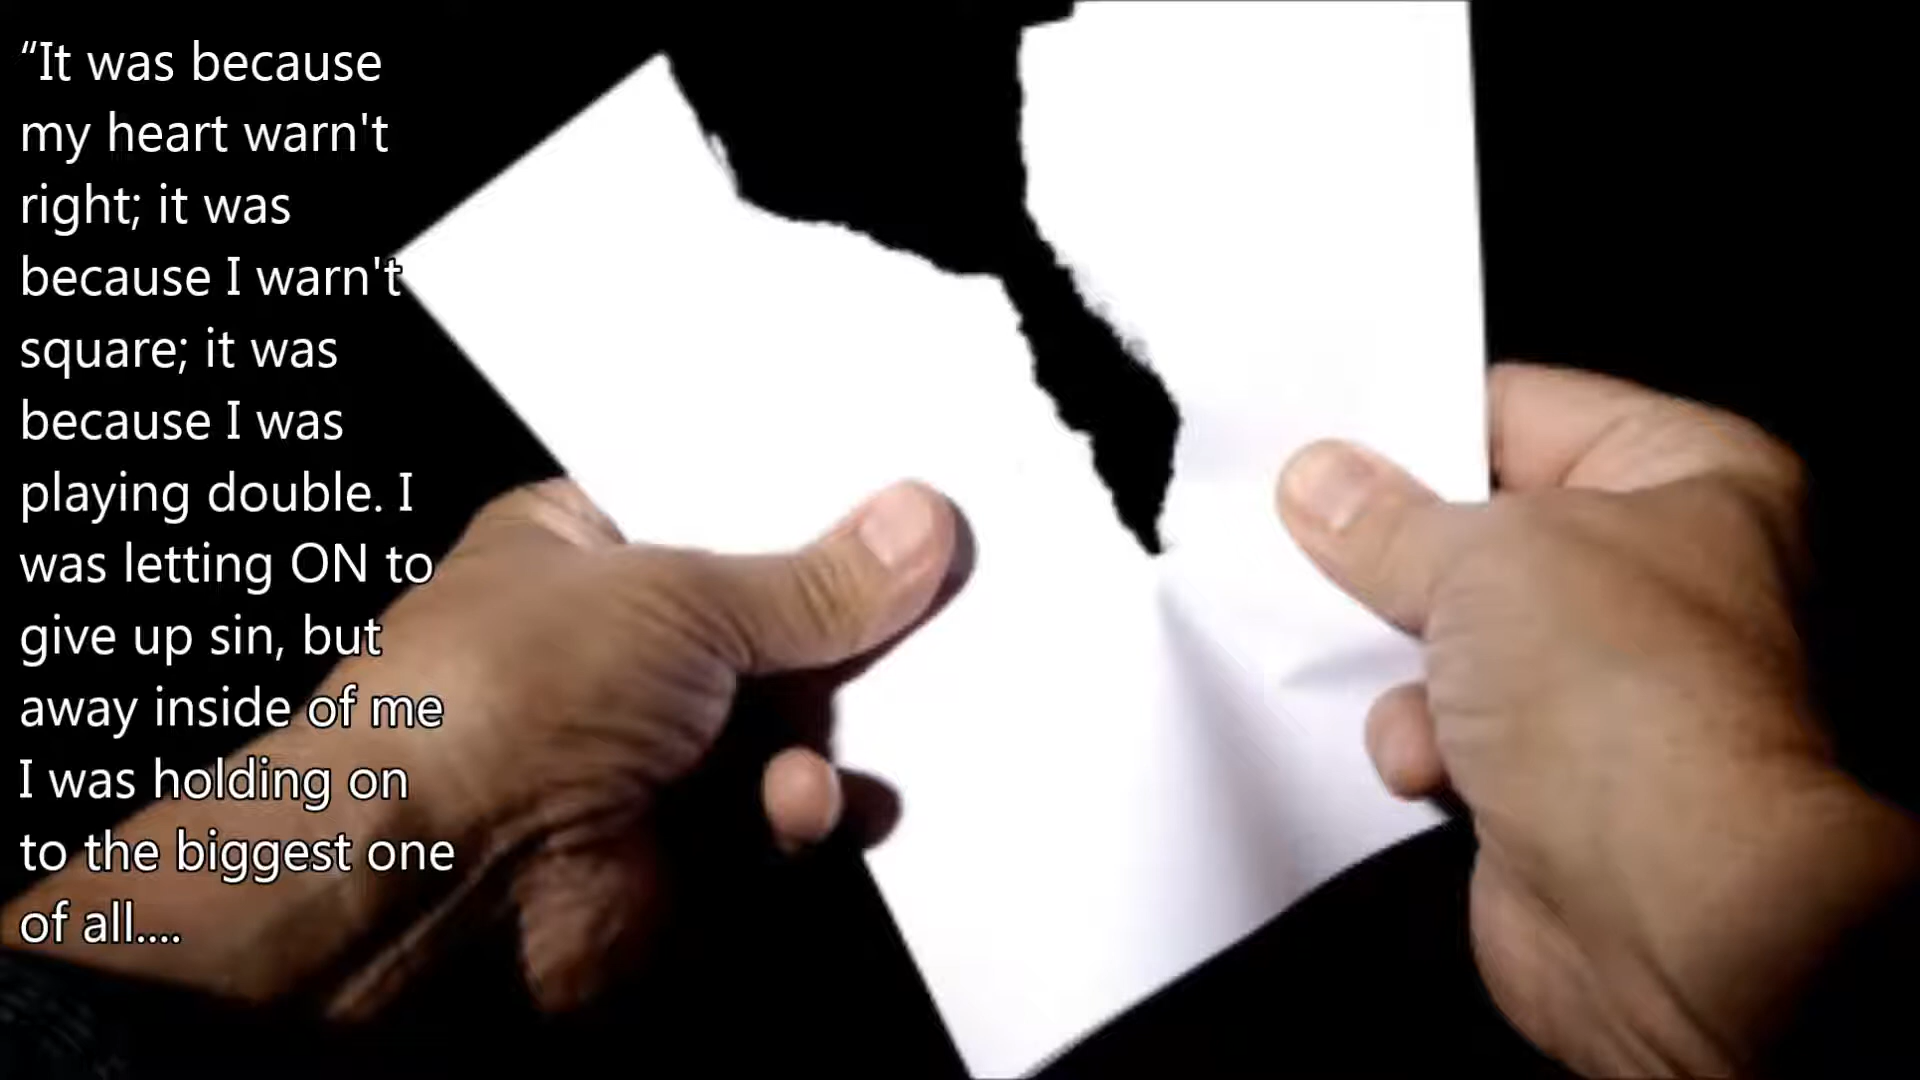 “It was because
my heart warn't
right; it was
because I warn't
square; it was
because I was
playing double. I
was letting ON to
give up sin, but
away inside of me
I was holding on
to the biggest one
of all....